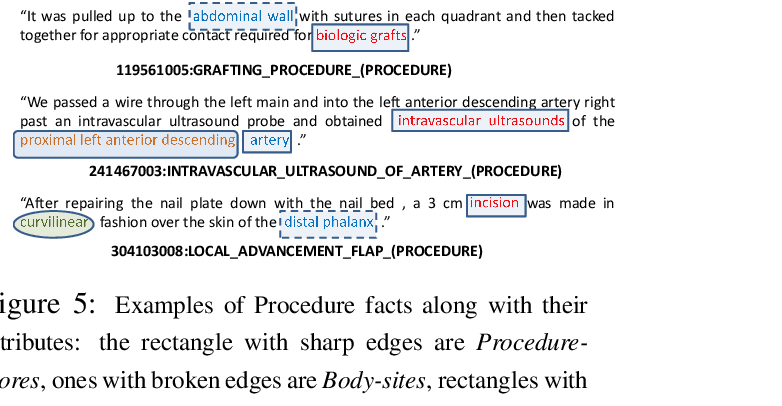 “It was pulled up to the abdominal wall with sutures in each quadrant and then tacked
together for appropriate contact required for biologic grafts .”
119561005:GRAFTING_PROCEDURE_(PROCEDURE)
“We passed a wire through the left main and into the left anterior descending artery right
past an intravascular ultrasound probe and obtained intravascular ultrasounds of the
proximal left anterior descending artery .”
241467003:INTRAVASCULAR_ULTRASOUND_OF_ARTERY_(PROCEDURE)
“After repairing the nail plate down with the nail bed , a 3 cm incision was made in
curvilinear fashion over the skin of the distal phalanx .”
304103008:LOCAL_ADVANCEMENT_FLAP_(PROCEDURE)
igure 5: Examples of Procedure facts along with their
tributes: the rectangle with sharp edges are Procedure-
ores, ones with broken edges are Body-sites, rectangles with